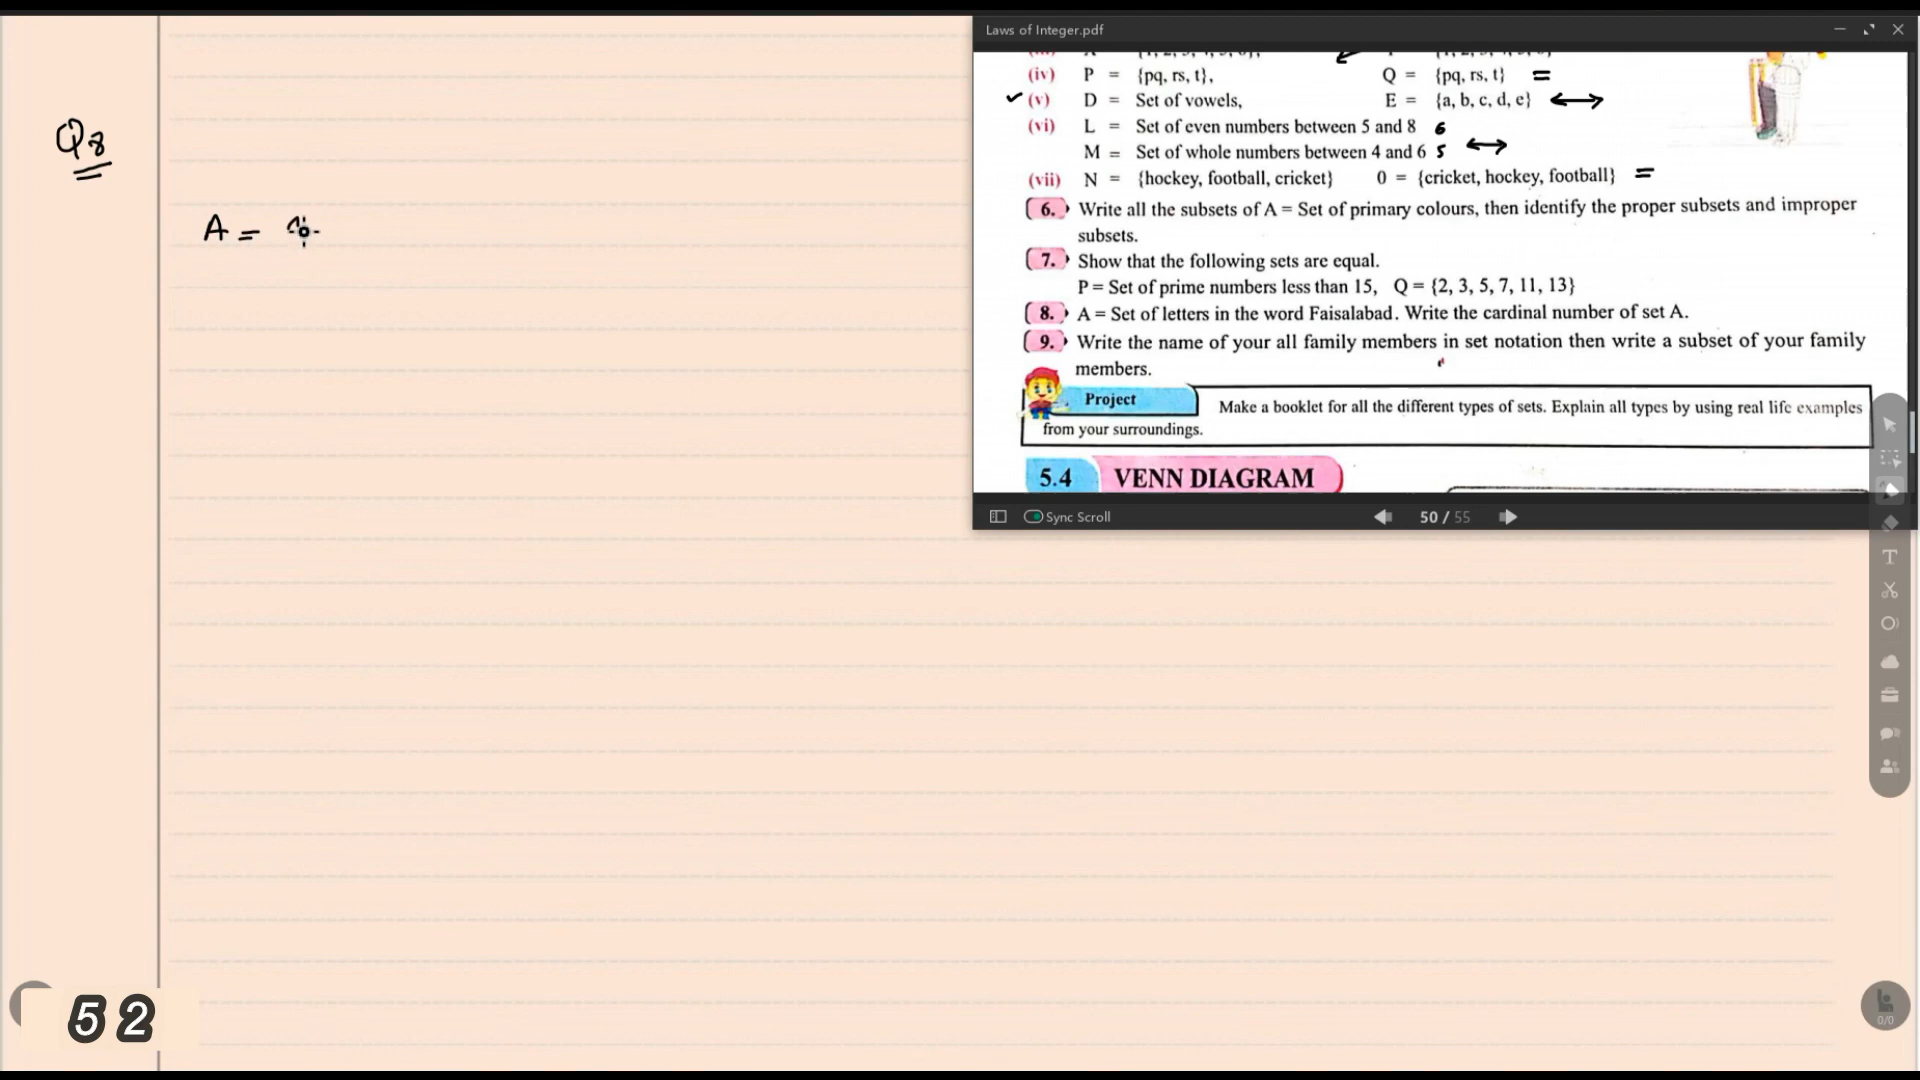 Q8
A =
52
Laws of Integer.pdf
(iv) P = {pq, rs, t}, Q = {pq, rs, t} =
✓ (v) D = Set of vowels, E = {a, b, c, d, e} ↔
(vi) L = Set of even numbers between 5 and 8 6
M = Set of whole numbers between 4 and 6 5 ↔
(vii) N = {hockey, football, cricket} 0 = {cricket, hockey, football} =
6. Write all the subsets of A = Set of primary colours, then identify the proper subsets and improper
subsets.
7. Show that the following sets are equal.
P = Set of prime numbers less than 15, Q = {2, 3, 5, 7, 11, 13}
8. A = Set of letters in the word Faisalabad. Write the cardinal number of set A.
9. Write the name of your all family members in set notation then write a subset of your family
members.
Project Make a booklet for all the different types of sets. Explain all types by using real life examples
from your surroundings.
5.4 VENN DIAGRAM
Sync Scroll 50 / 55
T
0/0